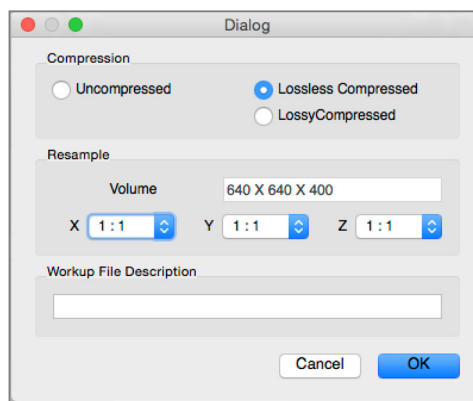 Dialog
Compression
Uncompressed Lossless Compressed
LossyCompressed
Resample
Volume 640 X 640 X 400
X 1 : 1 Y 1 : 1 Z 1 : 1
Workup File Description
Cancel OK